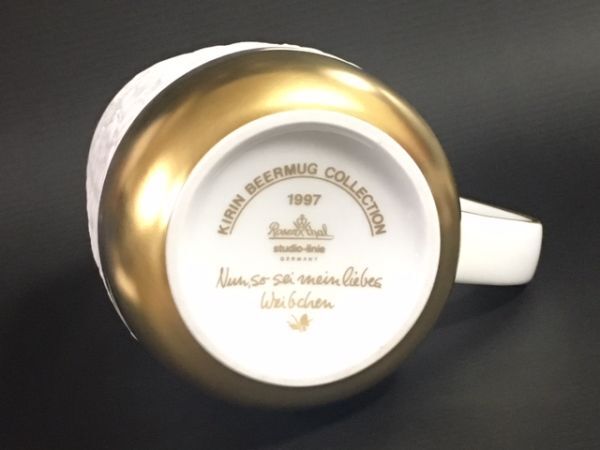 KIRIN BEERMUG COLLECTION
1997
Rosenthal
studio-linie
GERMANY
Nun, so sei mein liebes
Weibchen